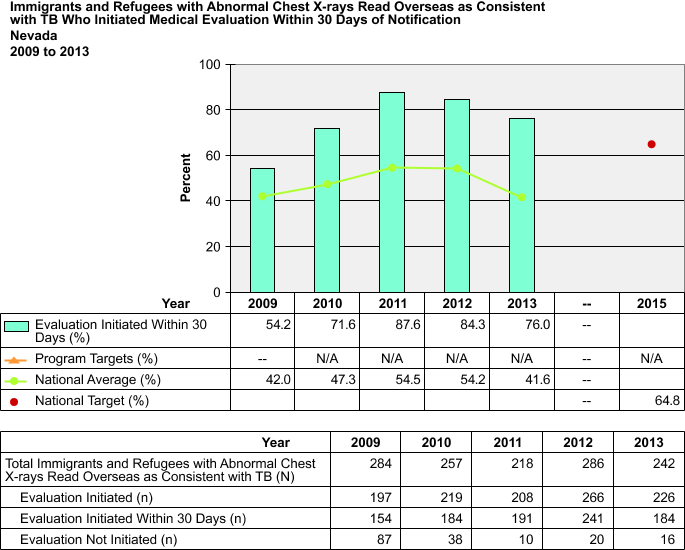 Immigrants and Refugees with Abnormal Chest X-rays Read Overseas as Consistent
with TB Who Initiated Medical Evaluation Within 30 Days of Notification
Nevada
2009 to 2013
100
80
60
40
20
0
Percent
Year 2009 2010 2011 2012 2013 -- 2015
Evaluation Initiated Within 30 54.2 71.6 87.6 84.3 76.0 --
Days (%)
Program Targets (%) -- N/A N/A N/A N/A -- N/A
National Average (%) 42.0 47.3 54.5 54.2 41.6 --
National Target (%) -- 64.8
Year 2009 2010 2011 2012 2013
Total Immigrants and Refugees with Abnormal Chest 284 257 218 286 242
X-rays Read Overseas as Consistent with TB (N)
Evaluation Initiated (n) 197 219 208 266 226
Evaluation Initiated Within 30 Days (n) 154 184 191 241 184
Evaluation Not Initiated (n) 87 38 10 20 16